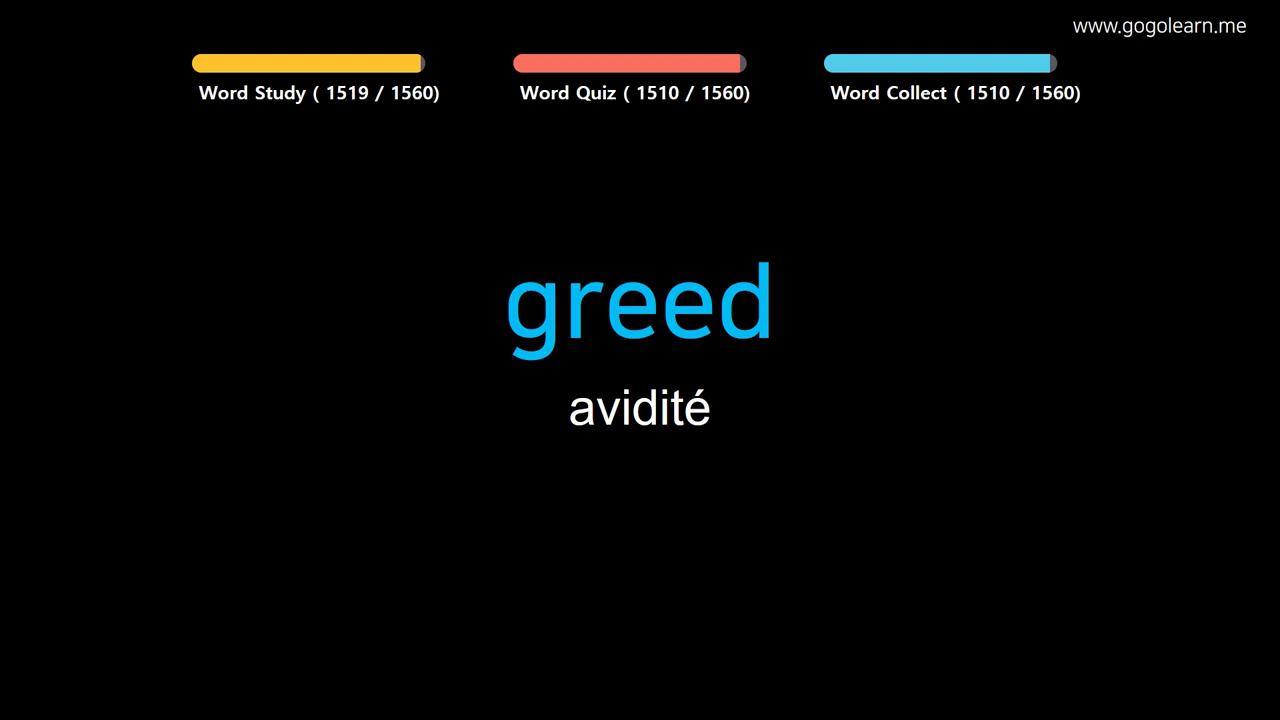 www.gogolearn.me
Word Study ( 1519 / 1560)
Word Quiz ( 1510 / 1560)
Word Collect ( 1510 / 1560)
greed
avidité